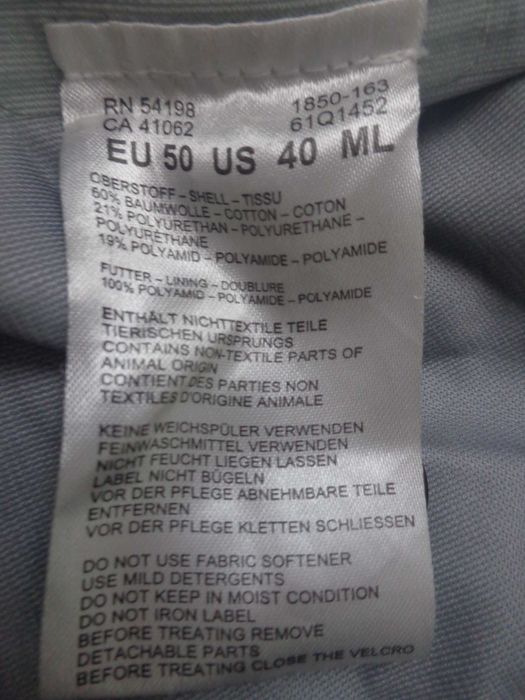 RN 54198 1850-163
CA 41062 61Q1452
EU 50 US 40 ML
OBERSTOFF - SHELL - TISSU
60% BAUMWOLLE - COTTON - COTON
21% POLYURETHAN - POLYURETHANE -
POLYURÉTHANE
19% POLYAMID - POLYAMIDE - POLYAMIDE
FUTTER - LINING - DOUBLURE
100% POLYAMID - POLYAMIDE - POLYAMIDE
ENTHÄLT NICHTTEXTILE TEILE
TIERISCHEN URSPRUNGS
CONTAINS NON-TEXTILE PARTS OF
ANIMAL ORIGIN
CONTIENT DES PARTIES NON
TEXTILES D'ORIGINE ANIMALE
KEINE WEICHSPÜLER VERWENDEN
FEINWASCHMITTEL VERWENDEN
NICHT FEUCHT LIEGEN LASSEN
LABEL NICHT BÜGELN
VOR DER PFLEGE ABNEHMBARE TEILE
ENTFERNEN
VOR DER PFLEGE KLETTEN SCHLIESSEN
DO NOT USE FABRIC SOFTENER
USE MILD DETERGENTS
DO NOT KEEP IN MOIST CONDITION
DO NOT IRON LABEL
BEFORE TREATING REMOVE
DETACHABLE PARTS
BEFORE TREATING CLOSE THE VELCRO